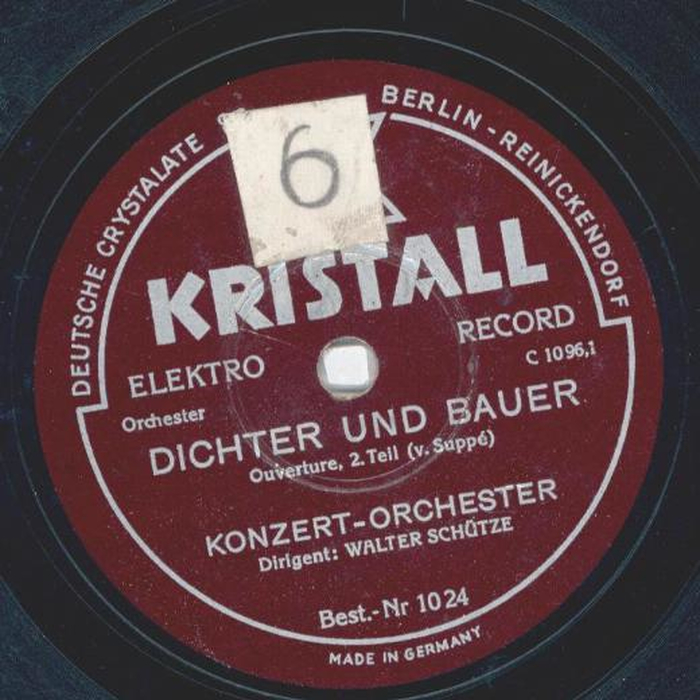 DEUTSCHE CRYSTALATE
BERLIN-REINICKENDORF
6
KRISTALL
ELEKTRO
RECORD
C 1096,1
Orchester
DICHTER UND BAUER
Ouverture, 2. Teil (v. Suppé)
KONZERT-ORCHESTER
Dirigent: WALTER SCHÜTZE
Best.-Nr 1024
MADE IN GERMANY